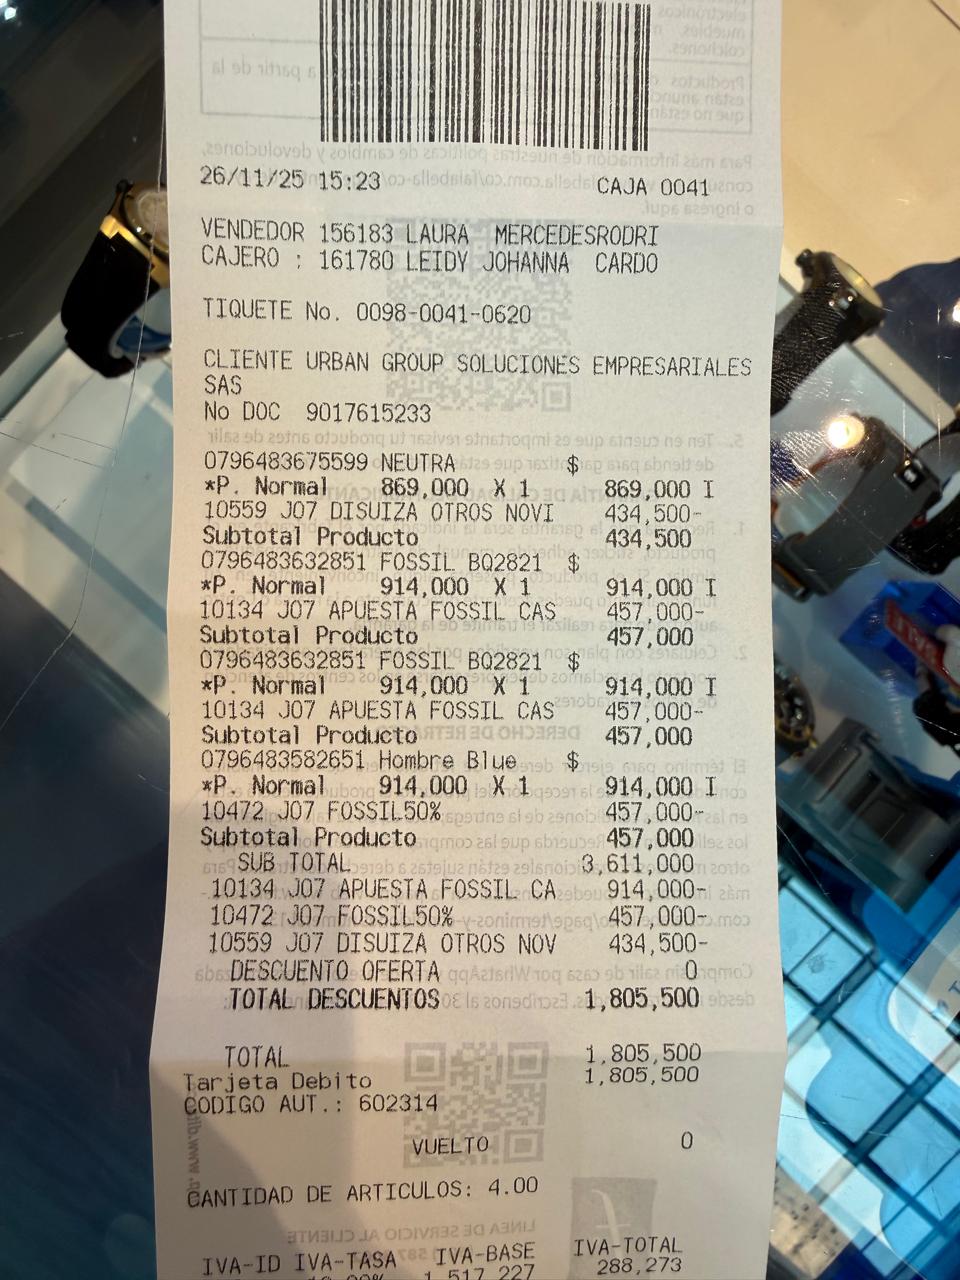 26/11/25 15:23 CAJA 0041
VENDEDOR 156183 LAURA MERCEDESRODRI
CAJERO : 161780 LEIDY JOHANNA CARDO
TIQUETE No. 0098-0041-0620
CLIENTE URBAN GROUP SOLUCIONES EMPRESARIALES
SAS
No DOC 9017615233
0796483675599 NEUTRA $
*P. Normal 869,000 X 1 869,000 I
10559 J07 DISUIZA OTROS NOVI 434,500-
Subtotal Producto 434,500
0796483632851 FOSSIL BQ2821 $
*P. Normal 914,000 X 1 914,000 I
10134 J07 APUESTA FOSSIL CAS 457,000-
Subtotal Producto 457,000
0796483632851 FOSSIL BQ2821 $
*P. Normal 914,000 X 1 914,000 I
10134 J07 APUESTA FOSSIL CAS 457,000-
Subtotal Producto 457,000
0796483582651 Hombre Blue $
*P. Normal 914,000 X 1 914,000 I
10472 J07 FOSSIL50% 457,000-
Subtotal Producto 457,000
SUB TOTAL 3,611,000
10134 J07 APUESTA FOSSIL CA 914,000-
10472 J07 FOSSIL50% 457,000-
10559 J07 DISUIZA OTROS NOV 434,500-
DESCUENTO OFERTA 0
TOTAL DESCUENTOS 1,805,500
TOTAL 1,805,500
Tarjeta Debito 1,805,500
CODIGO AUT.: 602314
VUELTO 0
CANTIDAD DE ARTICULOS: 4.00
IVA-ID IVA-TASA IVA-BASE IVA-TOTAL
1,517,227 288,273